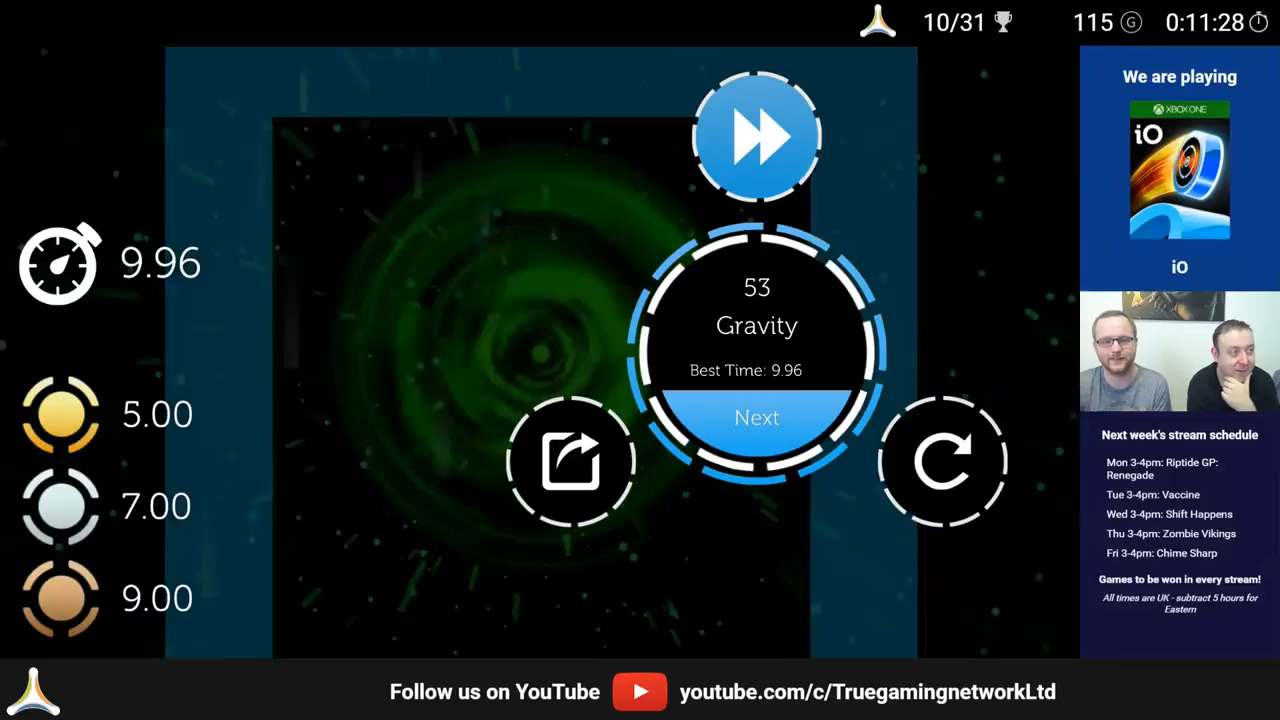 10/31
115 G
0:11:28
We are playing
XBOX ONE
iO
iO
9.96
5.00
7.00
9.00
53
Gravity
Best Time: 9.96
Next
Next week's stream schedule
Mon 3-4pm: Riptide GP:
Renegade
Tue 3-4pm: Vaccine
Wed 3-4pm: Shift Happens
Thu 3-4pm: Zombie Vikings
Fri 3-4pm: Chime Sharp
Games to be won in every stream!
All times are UK - subtract 5 hours for
Eastern
Follow us on YouTube
youtube.com/c/TruegamingnetworkLtd